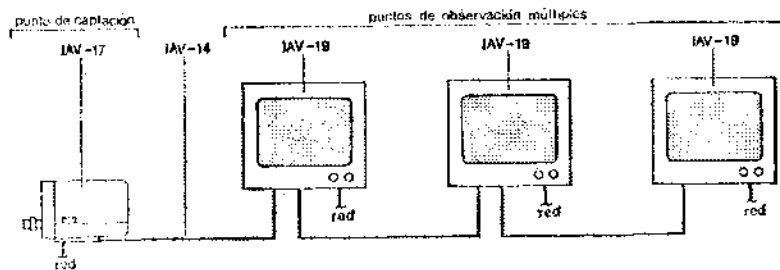 punto de captación
puntos de observación múltiple
IAV-17
IAV-14
IAV-19
IAV-19
IAV-19
red
red
red
red